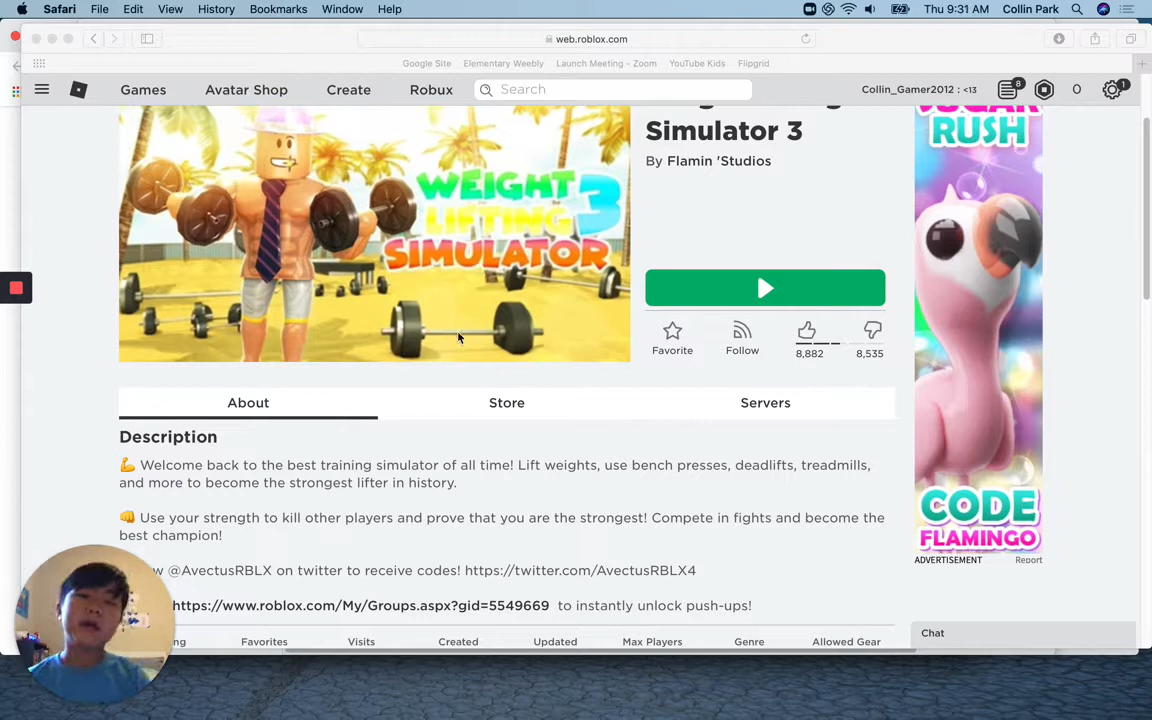 Safari File Edit View History Bookmarks Window Help Thu 9:31 AM Collin Park
web.roblox.com
Google Site Elementary Weebly Launch Meeting - Zoom YouTube Kids Flipgrid
Games Avatar Shop Create Robux Search Collin_Gamer2012 : <13 8 0 1
Simulator 3
By Flamin 'Studios
WEIGHT
LIFTING 3
SIMULATOR
SUGAR
RUSH
8,882 8,535
Favorite Follow
About Store Servers
Description
💪 Welcome back to the best training simulator of all time! Lift weights, use bench presses, deadlifts, treadmills,
and more to become the strongest lifter in history.
👊 Use your strength to kill other players and prove that you are the strongest! Compete in fights and become the
best champion!
@AvectusRBLX on twitter to receive codes! https://twitter.com/AvectusRBLX4
https://www.roblox.com/My/Groups.aspx?gid=5549669 to instantly unlock push-ups!
Favorites Visits Created Updated Max Players Genre Allowed Gear
CODE
FLAMINGO
ADVERTISEMENT Report
Chat